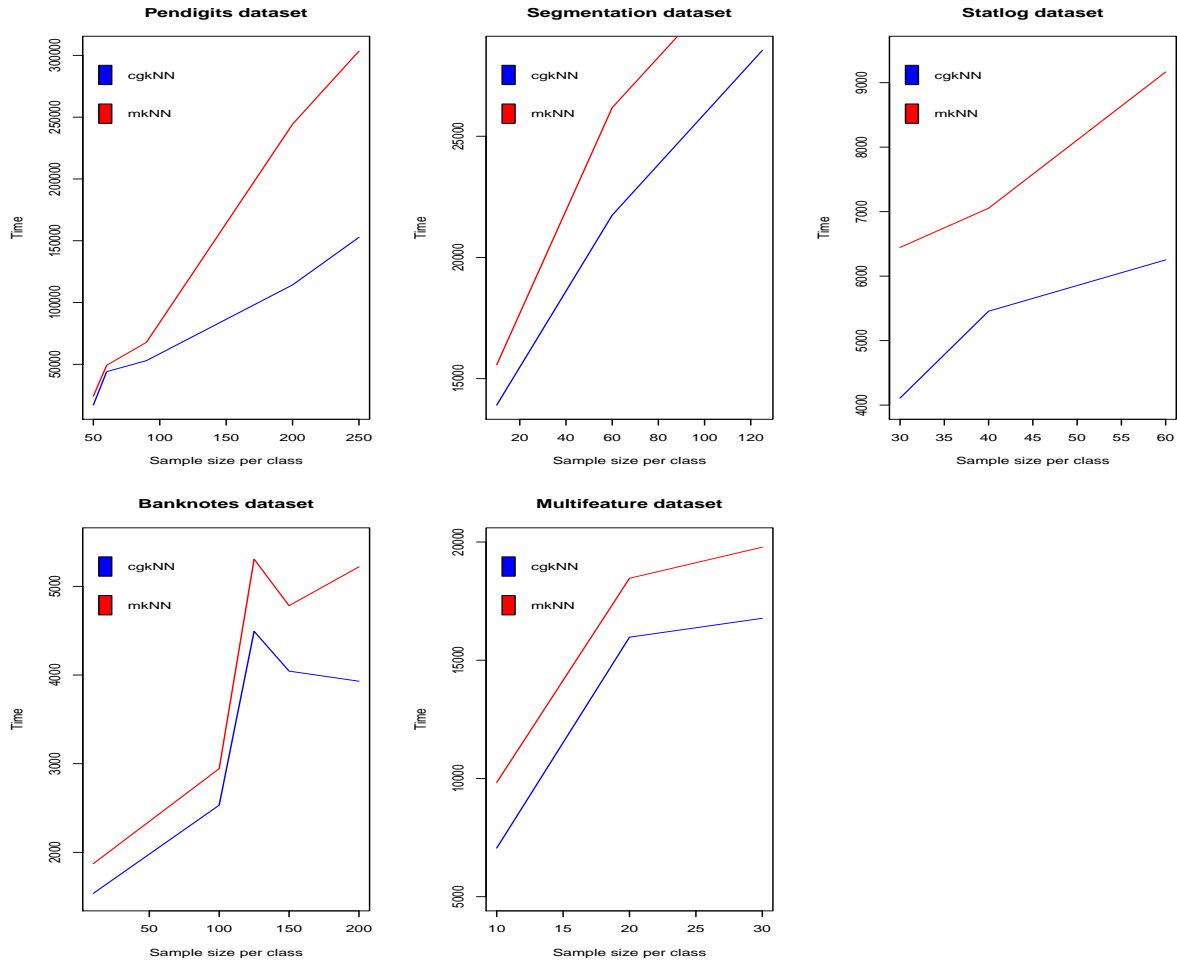 Pendigits dataset
cgkNN
mkNN
Time
50000
100000
150000
200000
250000
300000
50
100
150
200
250
Sample size per class
Segmentation dataset
cgkNN
mkNN
Time
15000
20000
25000
20
40
60
80
100
120
Sample size per class
Statlog dataset
cgkNN
mkNN
Time
4000
5000
6000
7000
8000
9000
30
35
40
45
50
55
60
Sample size per class
Banknotes dataset
cgkNN
mkNN
Time
2000
3000
4000
5000
50
100
150
200
Sample size per class
Multifeature dataset
cgkNN
mkNN
Time
5000
10000
15000
20000
10
15
20
25
30
Sample size per class